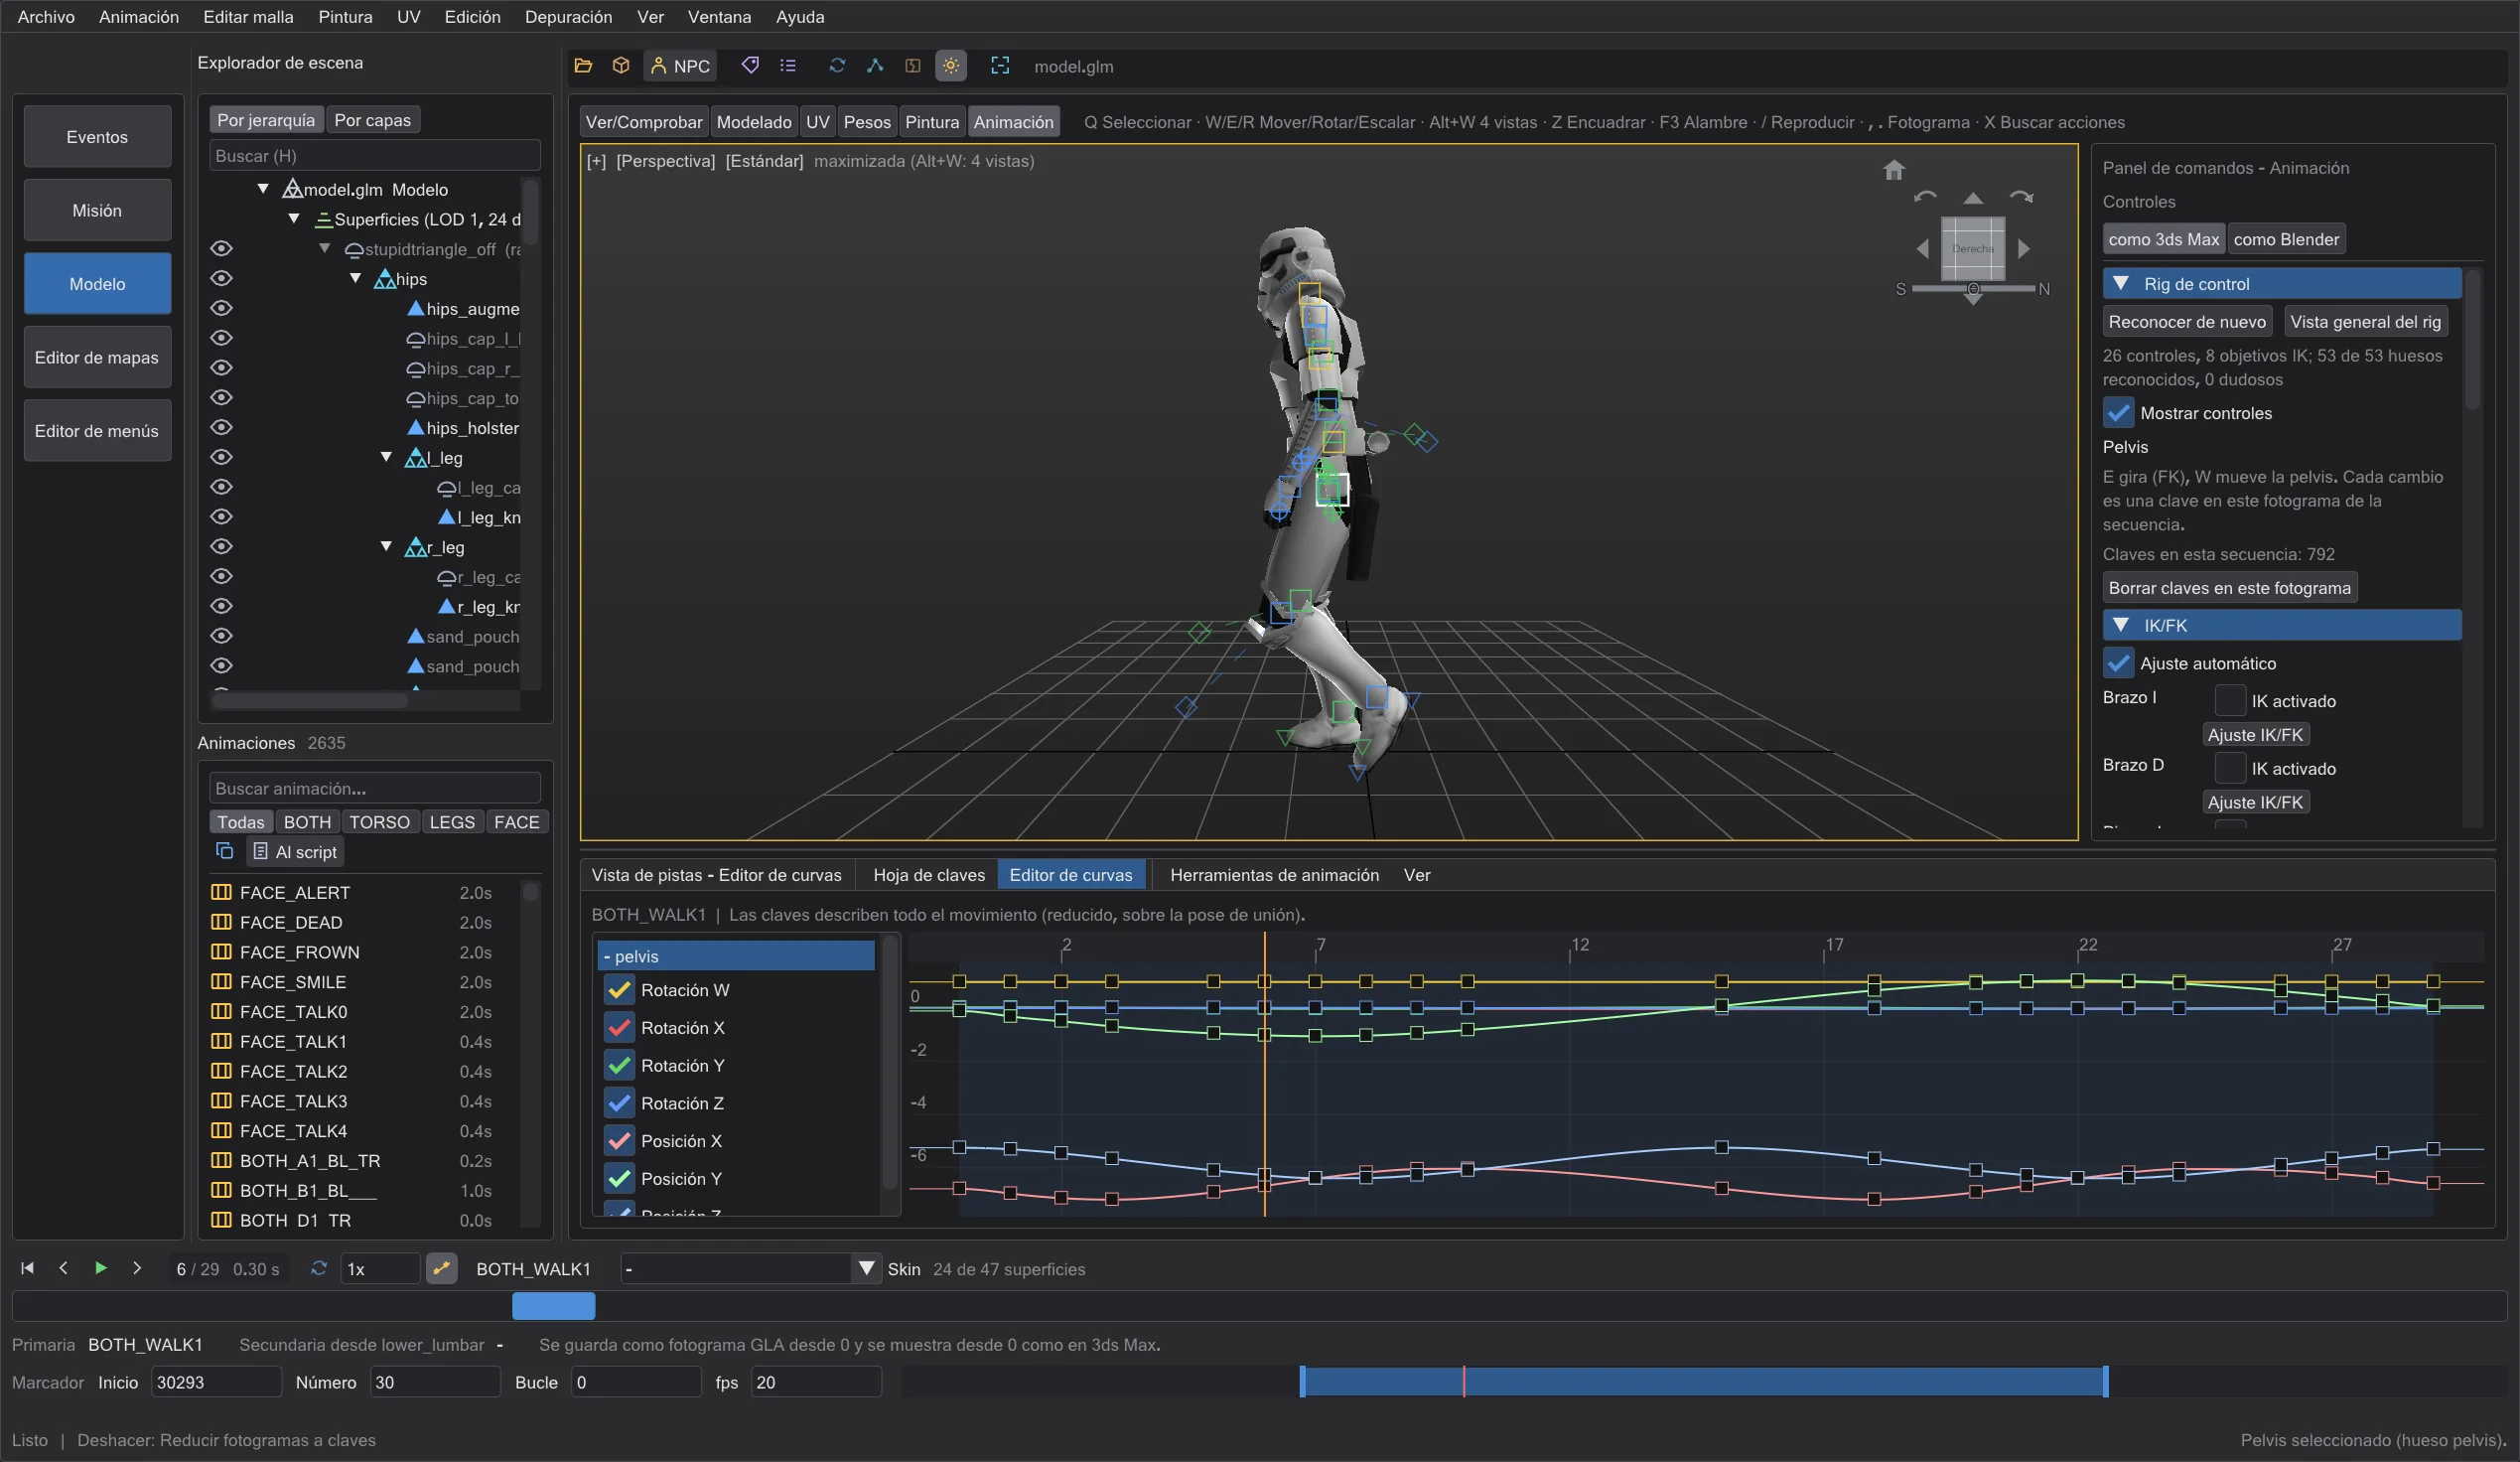 Archivo Animación Editar malla Pintura UV Edición Depuración Ver Ventana Ayuda
Explorador de escena
NPC model.glm
Eventos
Misión
Modelo
Editor de mapas
Editor de menús
Por jerarquía Por capas
Buscar (H)
model.glm Modelo
Superficies (LOD 1, 24 d
stupidtriangle_off (ra
hips
hips_augme
hips_cap_l_l
hips_cap_r_
hips_cap_to
hips_holster
l_leg
l_leg_ca
l_leg_kn
r_leg
r_leg_ca
r_leg_kn
sand_pouch
sand_pouch
Animaciones 2635
Buscar animación...
Todas BOTH TORSO LEGS FACE
AI script
FACE_ALERT 2.0s
FACE_DEAD 2.0s
FACE_FROWN 2.0s
FACE_SMILE 2.0s
FACE_TALK0 2.0s
FACE_TALK1 0.4s
FACE_TALK2 0.4s
FACE_TALK3 0.4s
FACE_TALK4 0.4s
BOTH_A1_BL_TR 0.2s
BOTH_B1_BL___ 1.0s
BOTH_D1_TR 0.0s
Ver/Comprobar Modelado UV Pesos Pintura Animación Q Seleccionar · W/E/R Mover/Rotar/Escalar · Alt+W 4 vistas · Z Encuadrar · F3 Alambre · / Reproducir · , . Fotograma · X Buscar acciones
[+] [Perspectiva] [Estándar] maximizada (Alt+W: 4 vistas)
Derecha
S N
Panel de comandos - Animación
Controles
como 3ds Max como Blender
Rig de control
Reconocer de nuevo Vista general del rig
26 controles, 8 objetivos IK; 53 de 53 huesos
reconocidos, 0 dudosos
Mostrar controles
Pelvis
E gira (FK), W mueve la pelvis. Cada cambio
es una clave en este fotograma de la
secuencia.
Claves en esta secuencia: 792
Borrar claves en este fotograma
IK/FK
Ajuste automático
Brazo I IK activado
Ajuste IK/FK
Brazo D IK activado
Ajuste IK/FK
Vista de pistas - Editor de curvas Hoja de claves Editor de curvas Herramientas de animación Ver
BOTH_WALK1 | Las claves describen todo el movimiento (reducido, sobre la pose de unión).
- pelvis
Rotación W
Rotación X
Rotación Y
Rotación Z
Posición X
Posición Y
Posición Z
2 7 12 17 22 27
0
-2
-4
-6
6 / 29 0.30 s 1x BOTH_WALK1 - Skin 24 de 47 superficies
Primaria BOTH_WALK1 Secundaria desde lower_lumbar - Se guarda como fotograma GLA desde 0 y se muestra desde 0 como en 3ds Max.
Marcador Inicio 30293 Número 30 Bucle 0 fps 20
Listo | Deshacer: Reducir fotogramas a claves
Pelvis seleccionado (hueso pelvis).